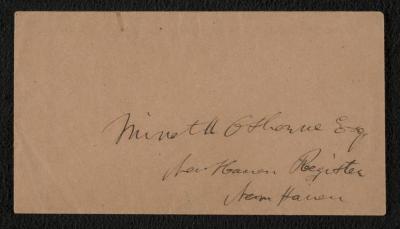 Minott Osborne Esq
New Haven Register
New Haven